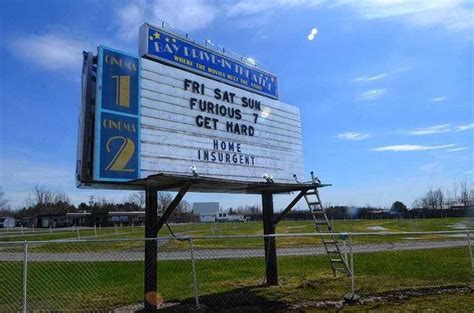 BAY DRIVE-IN THEATRE
WHERE THE MOVIES MEET THE STARS
CINEMA
1
CINEMA
2
FRI SAT SUN
FURIOUS 7
GET HARD
HOME
INSURGENT